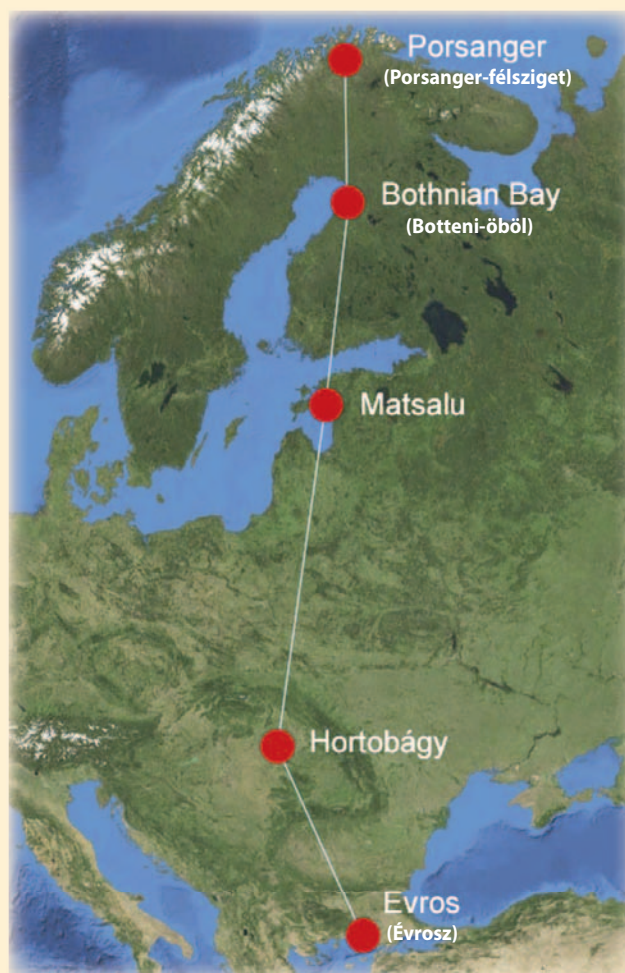 Porsanger
(Porsanger-félsziget)
Bothnian Bay
(Botteni-öböl)
Matsalu
Hortobágy
Evros
(Évrosz)